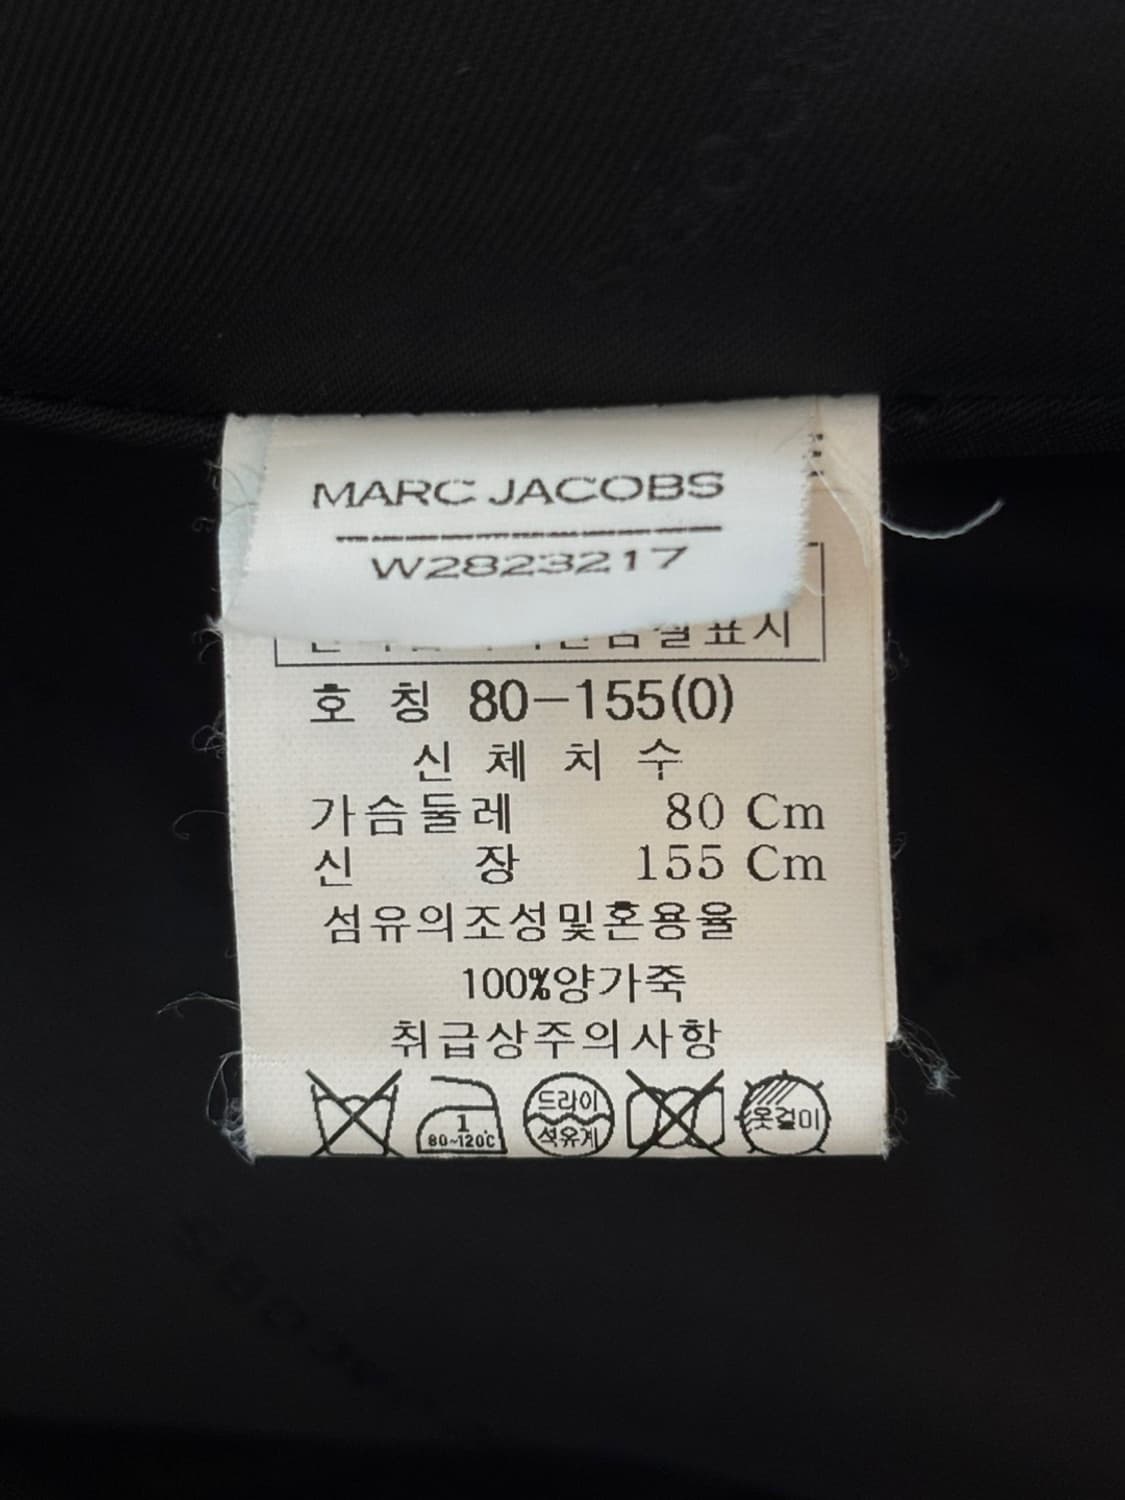 MARC JACOBS
W2823217
호 칭 80-155(0)
신 체 치 수
가슴둘레 80 Cm
신 장 155 Cm
섬유의조성및혼용율
100%양가죽
취급상주의사항
1.
80~120℃
드라이
석유계
옷걸이